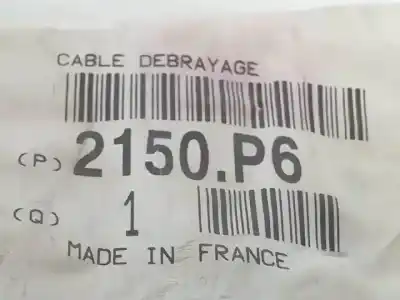 CABLE DEBRAYAGE
(P) 2150.P6
(Q) 1
MADE IN FRANCE